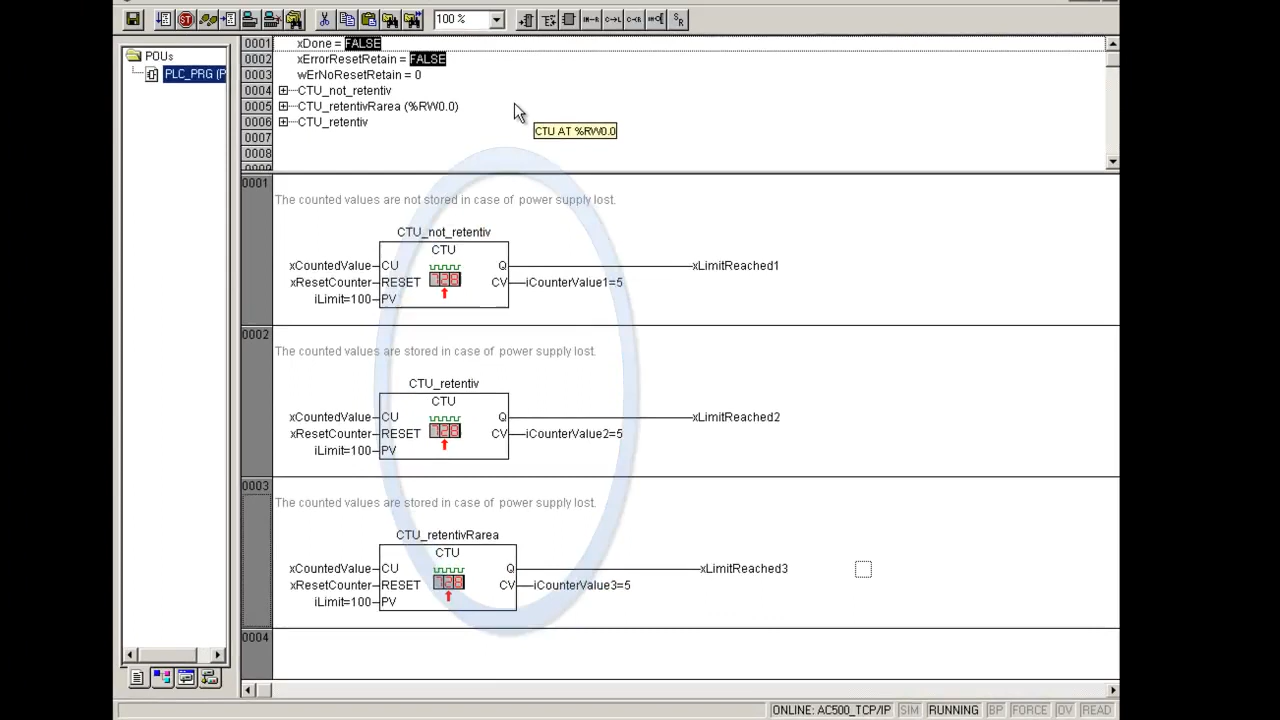 100 %
POUs
PLC_PRG (P
0001 xDone = FALSE
0002 xErrorResetRetain = FALSE
0003 wErNoResetRetain = 0
0004 CTU_not_retentiv
0005 CTU_retentivRarea (%RW0.0)
0006 CTU_retentiv
0007
0008
CTU AT %RW0.0
0001
The counted values are not stored in case of power supply lost.
CTU_not_retentiv
CTU
xCountedValue CU Q xLimitReached1
xResetCounter RESET CV iCounterValue1=5
iLimit=100 PV
0002
The counted values are stored in case of power supply lost.
CTU_retentiv
CTU
xCountedValue CU Q xLimitReached2
xResetCounter RESET CV iCounterValue2=5
iLimit=100 PV
0003
The counted values are stored in case of power supply lost.
CTU_retentivRarea
CTU
xCountedValue CU Q xLimitReached3
xResetCounter RESET CV iCounterValue3=5
iLimit=100 PV
0004
ONLINE: AC500_TCP/IP SIM RUNNING BP FORCE OV READ